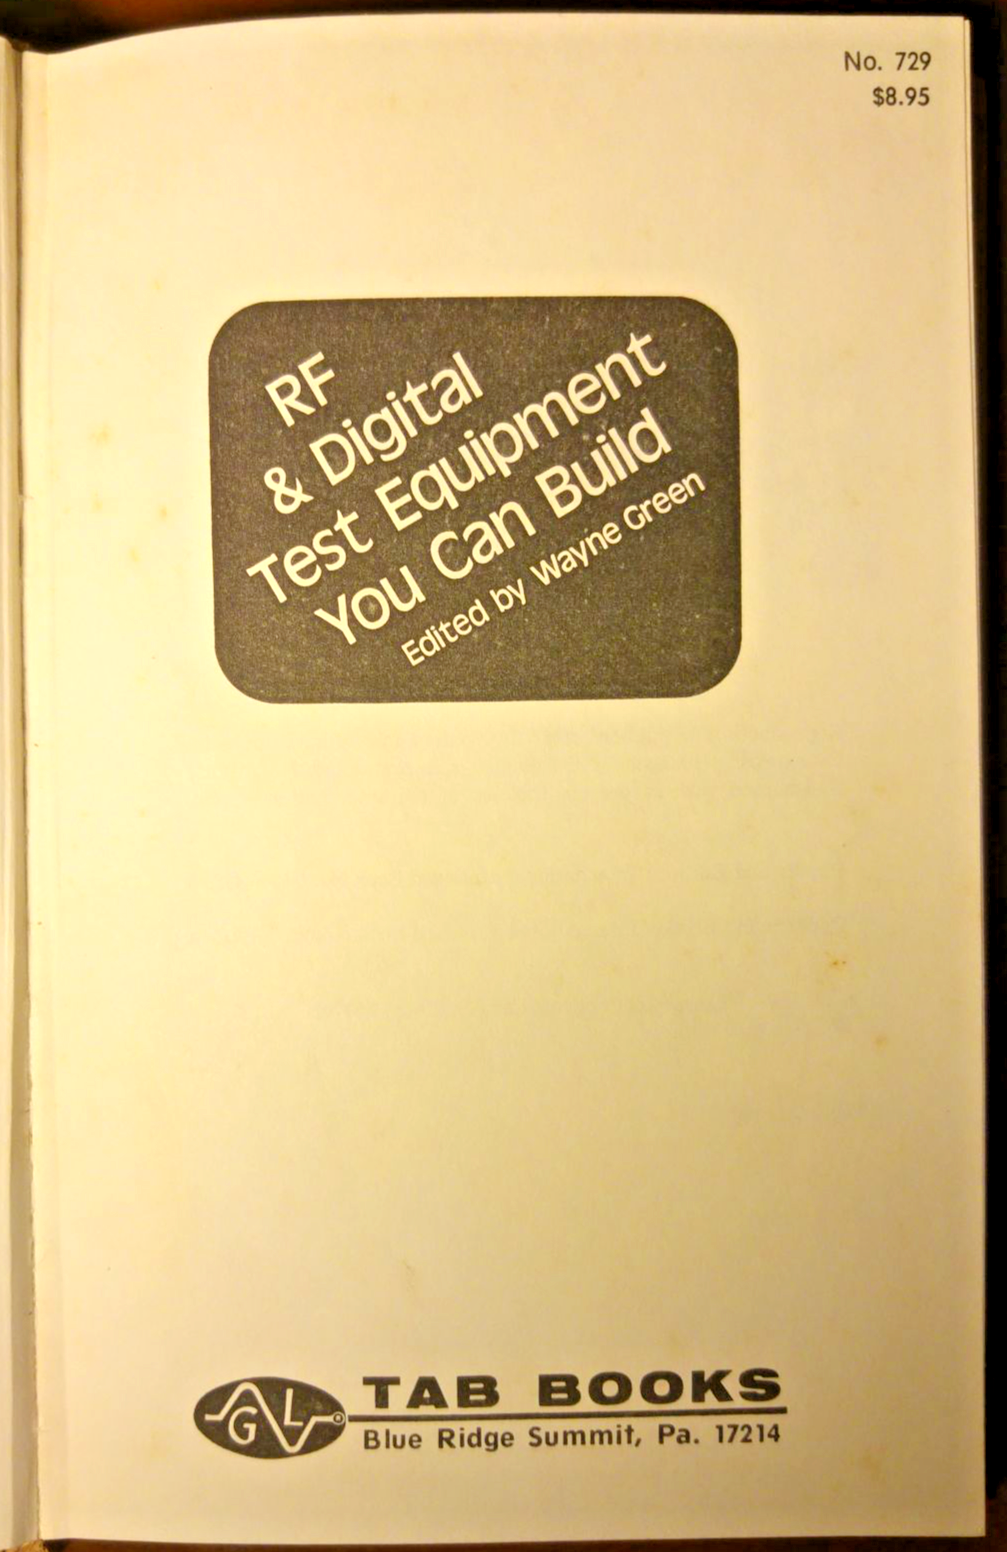 No. 729
$8.95
RF
& Digital
Test Equipment
You Can Build
Edited by Wayne Green
GL®
TAB BOOKS
Blue Ridge Summit, Pa. 17214